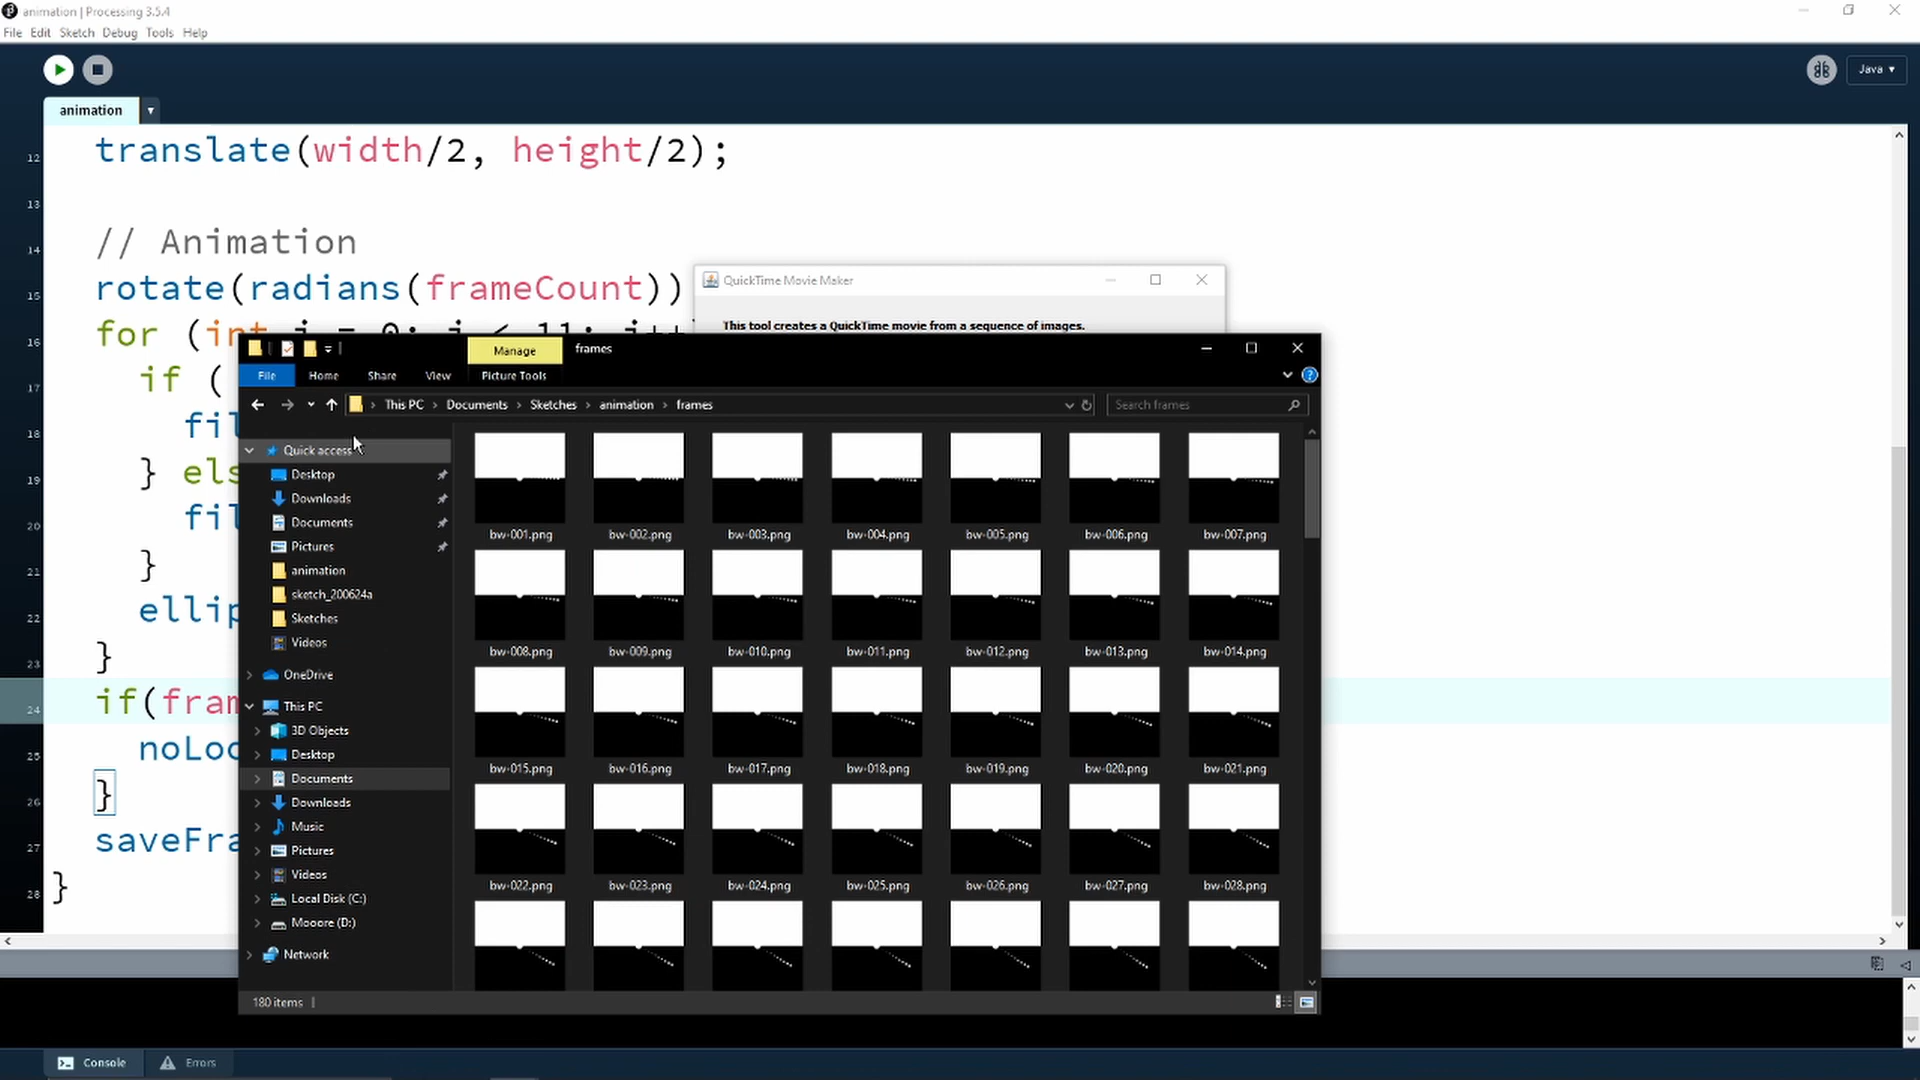 animation | Processing 3.5.4
File Edit Sketch Debug Tools Help
Java
animation
12 translate(width/2, height/2);
13
14 // Animation
15 rotate(radians(frameCount))
16 for (int i = 0; i < 11; i++
17 if (
18 fil
19 } els
20 fil
21 }
22 ellip
23 }
24 if(fram
25 noLoo
26 }
27 saveFra
28 }
QuickTime Movie Maker
This tool creates a QuickTime movie from a sequence of images.
Manage
frames
File Home Share View Picture Tools
This PC › Documents › Sketches › animation › frames
Search frames
Quick access
Desktop
Downloads
Documents
Pictures
animation
sketch_200624a
Sketches
Videos
OneDrive
This PC
3D Objects
Desktop
Documents
Downloads
Music
Pictures
Videos
Local Disk (C:)
Mooore (D:)
Network
bw-001.png bw-002.png bw-003.png bw-004.png bw-005.png bw-006.png bw-007.png
bw-008.png bw-009.png bw-010.png bw-011.png bw-012.png bw-013.png bw-014.png
bw-015.png bw-016.png bw-017.png bw-018.png bw-019.png bw-020.png bw-021.png
bw-022.png bw-023.png bw-024.png bw-025.png bw-026.png bw-027.png bw-028.png
180 items
Console Errors